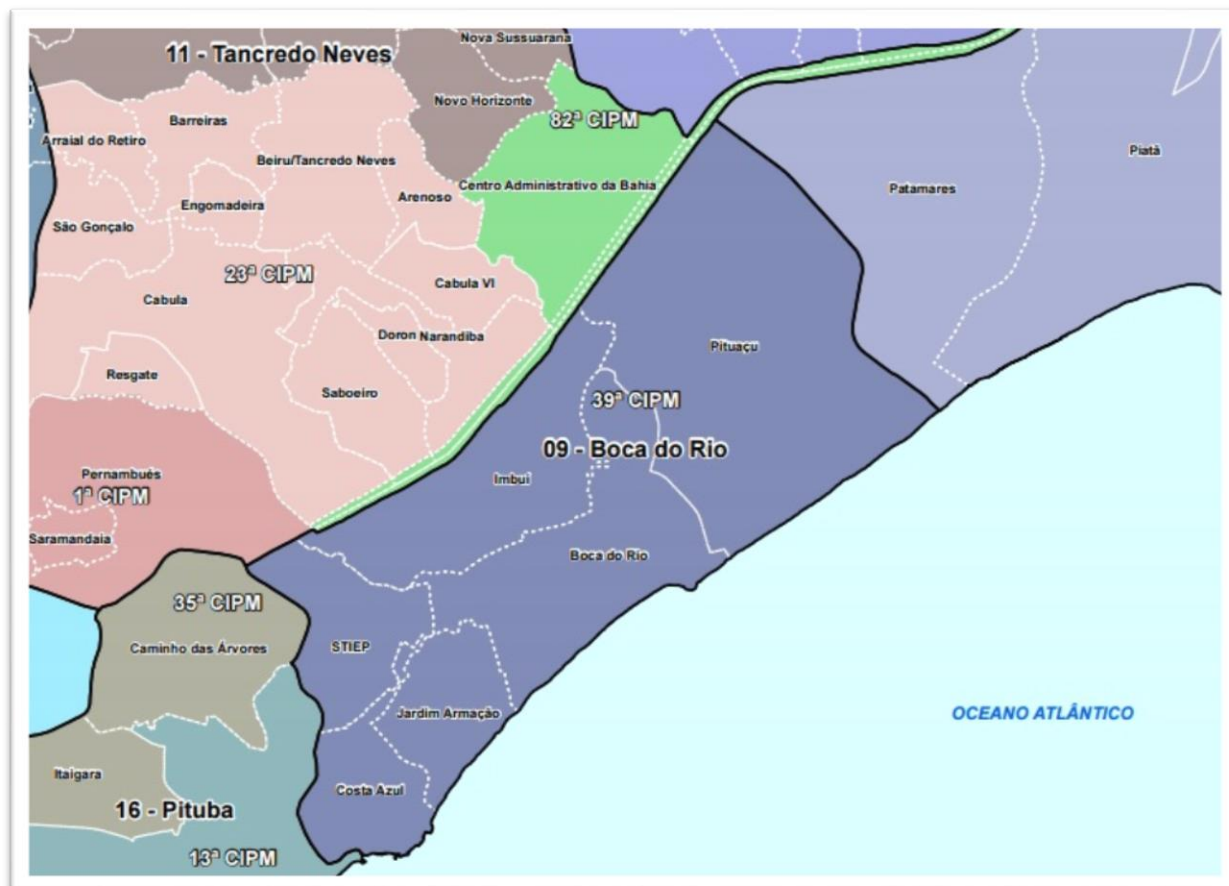 Nova Sussuarana
11 - Tancredo Neves
Novo Horizonte
82ª CIPM
Barreiras
Arraial do Retiro
Beiru/Tancredo Neves
Piatã
Centro Administrativo da Bahia
Patamares
Arenoso
Engomadeira
São Gonçalo
23ª CIPM
Cabula VI
Cabula
Doron
Narandiba
Pituaçu
Resgate
Saboeiro
39ª CIPM
09 - Boca do Rio
Pernambués
Imbuí
1ª CIPM
Saramandaia
Boca do Rio
35ª CIPM
STIEP
Caminho das Árvores
Jardim Armação
OCEANO ATLÂNTICO
Itaigara
Costa Azul
16 - Pituba
13ª CIPM